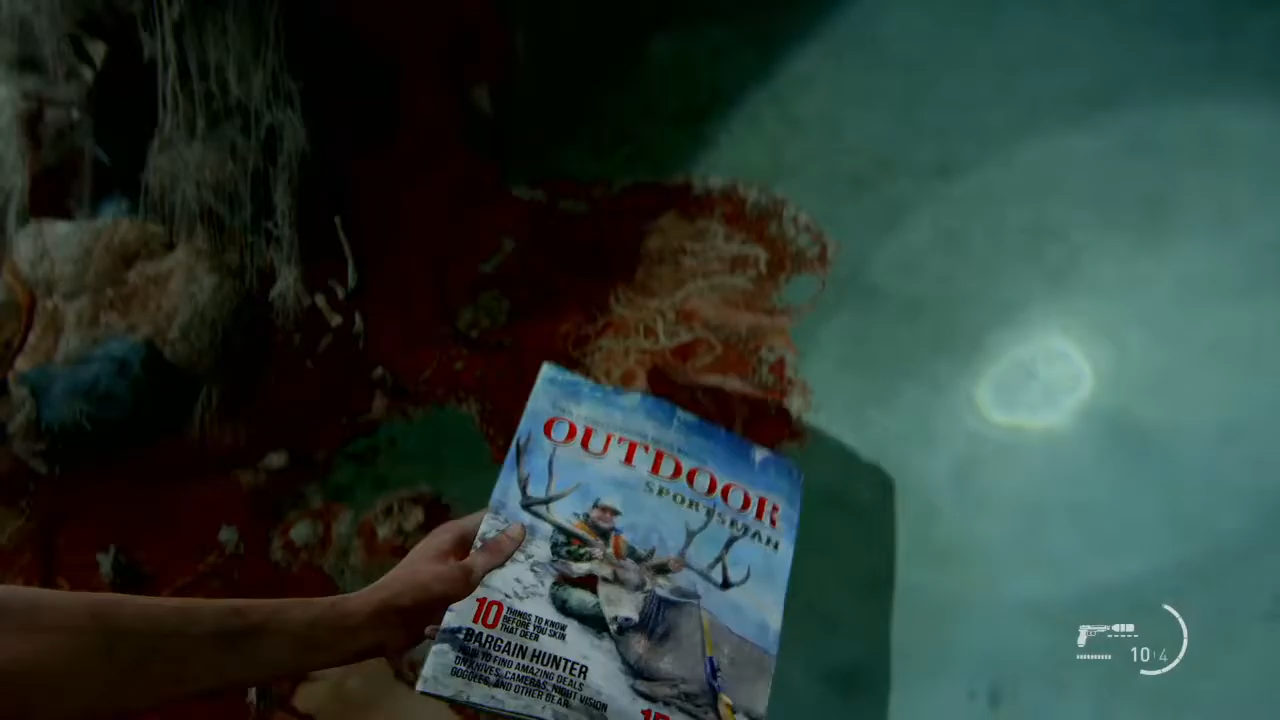 OUTDOOR
SPORTSMAN
10 THINGS TO KNOW
BEFORE YOU SKIN
THAT DEER
BARGAIN HUNTER
HOW TO FIND AMAZING DEALS
ON KNIVES, CAMERAS, NIGHT VISION
GOGGLES, AND OTHER GEAR
10 4